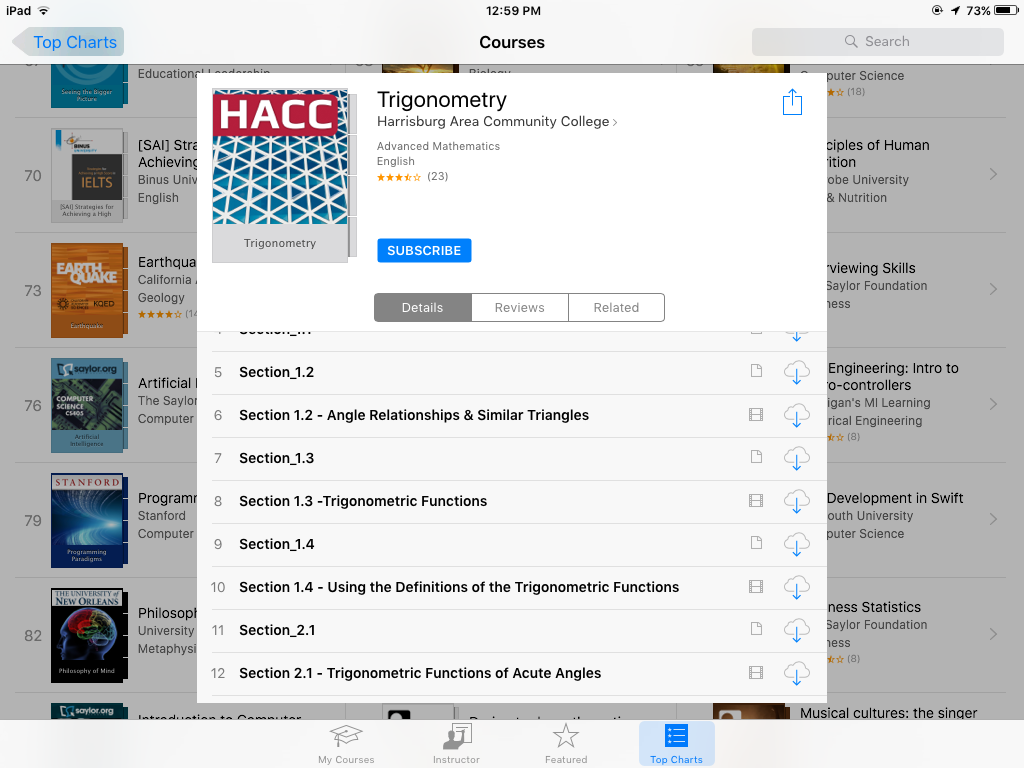 iPad
12:59 PM
73%
Top Charts
Courses
Search
Educational Leadership
Seeing the Bigger
Picture
Biology
(18)
70
[SAI] Stra
Achieving
Binus Univ
English
BINUS
UNIVERSITY
IELTS
[SAI] Strategies for
Achieving a High
73
Earthqua
California
Geology
(14
EARTH
QUAKE
KQED
Earthquake
76
Artificial
The Saylor
Computer
saylor.org
COMPUTER
SCIENCE
CS405
Artificial
Intelligence
79
Programm
Stanford
Computer
STANFORD
Programming
Paradigms
82
Philosoph
University
Metaphysi
THE UNIVERSITY of
NEW ORLEANS
Philosophy of Mind
saylor.org
HACC
Trigonometry
Trigonometry
Harrisburg Area Community College
Advanced Mathematics
English
(23)
SUBSCRIBE
Details
Reviews
Related
Section_1.1
5 Section_1.2
6 Section 1.2 - Angle Relationships & Similar Triangles
7 Section_1.3
8 Section 1.3 -Trigonometric Functions
9 Section_1.4
10 Section 1.4 - Using the Definitions of the Trigonometric Functions
11 Section_2.1
12 Section 2.1 - Trigonometric Functions of Acute Angles
puter Science
ciples of Human
rition
obe University
& Nutrition
rviewing Skills
Saylor Foundation
ness
Engineering: Intro to
ro-controllers
igan's MI Learning
rical Engineering
(8)
Development in Swift
outh University
puter Science
ness Statistics
Saylor Foundation
ness
(8)
Introduction to Computer
Musical cultures: the singer
My Courses
Instructor
Featured
Top Charts